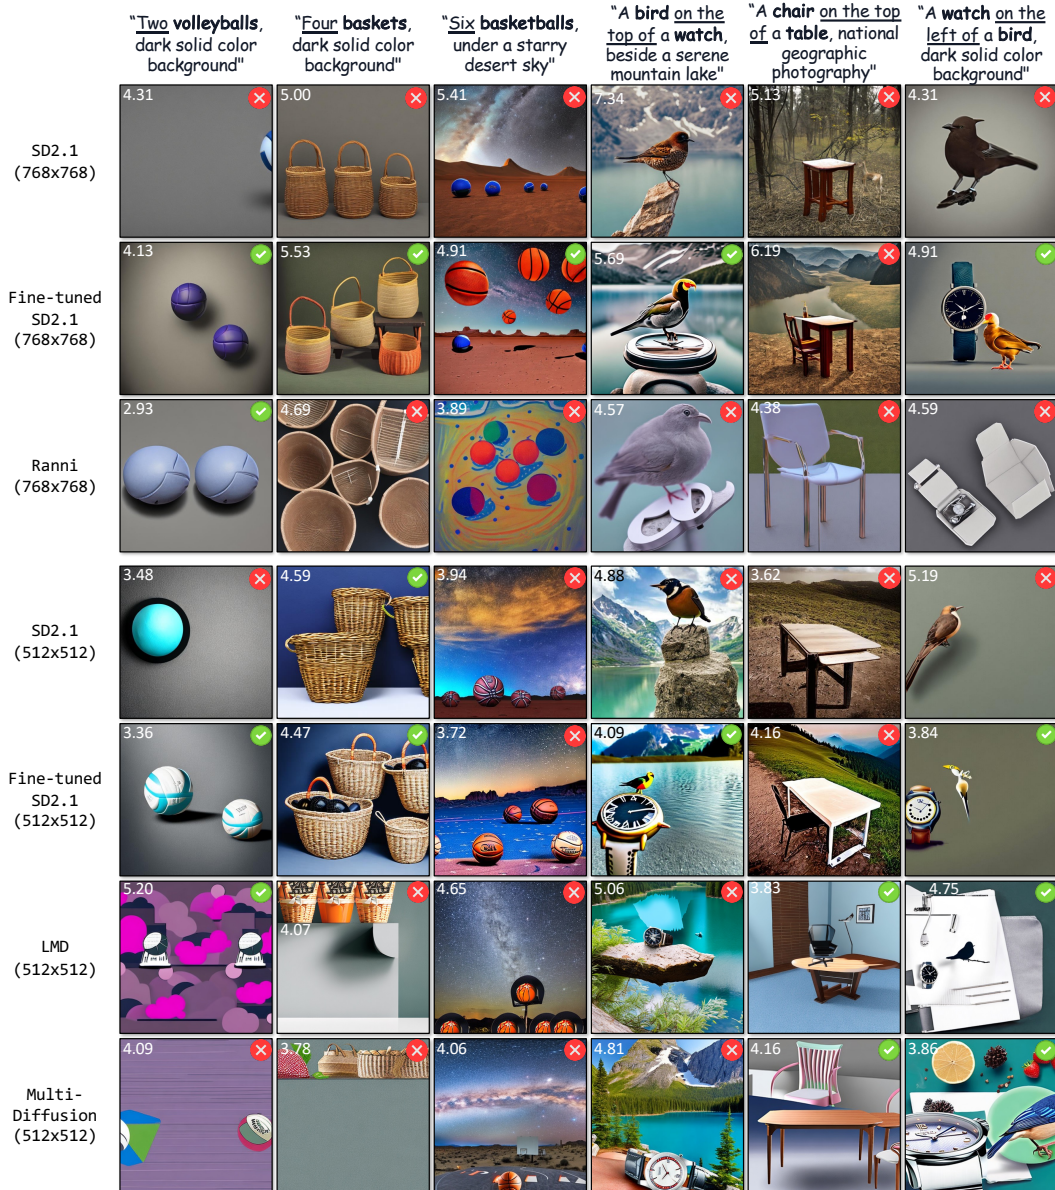 "Two volleyballs,
dark solid color
background"
"Four baskets,
dark solid color
background"
"Six basketballs,
under a starry
desert sky"
"A bird on the
top of a watch,
beside a serene
mountain lake"
"A chair on the top
of a table, national
geographic
photography"
"A watch on the
left of a bird,
dark solid color
background"
SD2.1
(768x768)
4.31
5.00
5.41
7.34
5.13
4.31
Fine-tuned
SD2.1
(768x768)
4.13
5.53
4.91
5.69
6.19
4.91
Ranni
(768x768)
2.93
4.69
3.89
4.57
4.38
4.59
SD2.1
(512x512)
3.48
4.59
3.94
4.88
3.62
5.19
Fine-tuned
SD2.1
(512x512)
3.36
4.47
3.72
4.09
4.16
3.84
LMD
(512x512)
5.20
4.07
4.65
5.06
3.83
4.75
Multi-
Diffusion
(512x512)
4.09
3.78
4.06
4.81
4.16
3.86